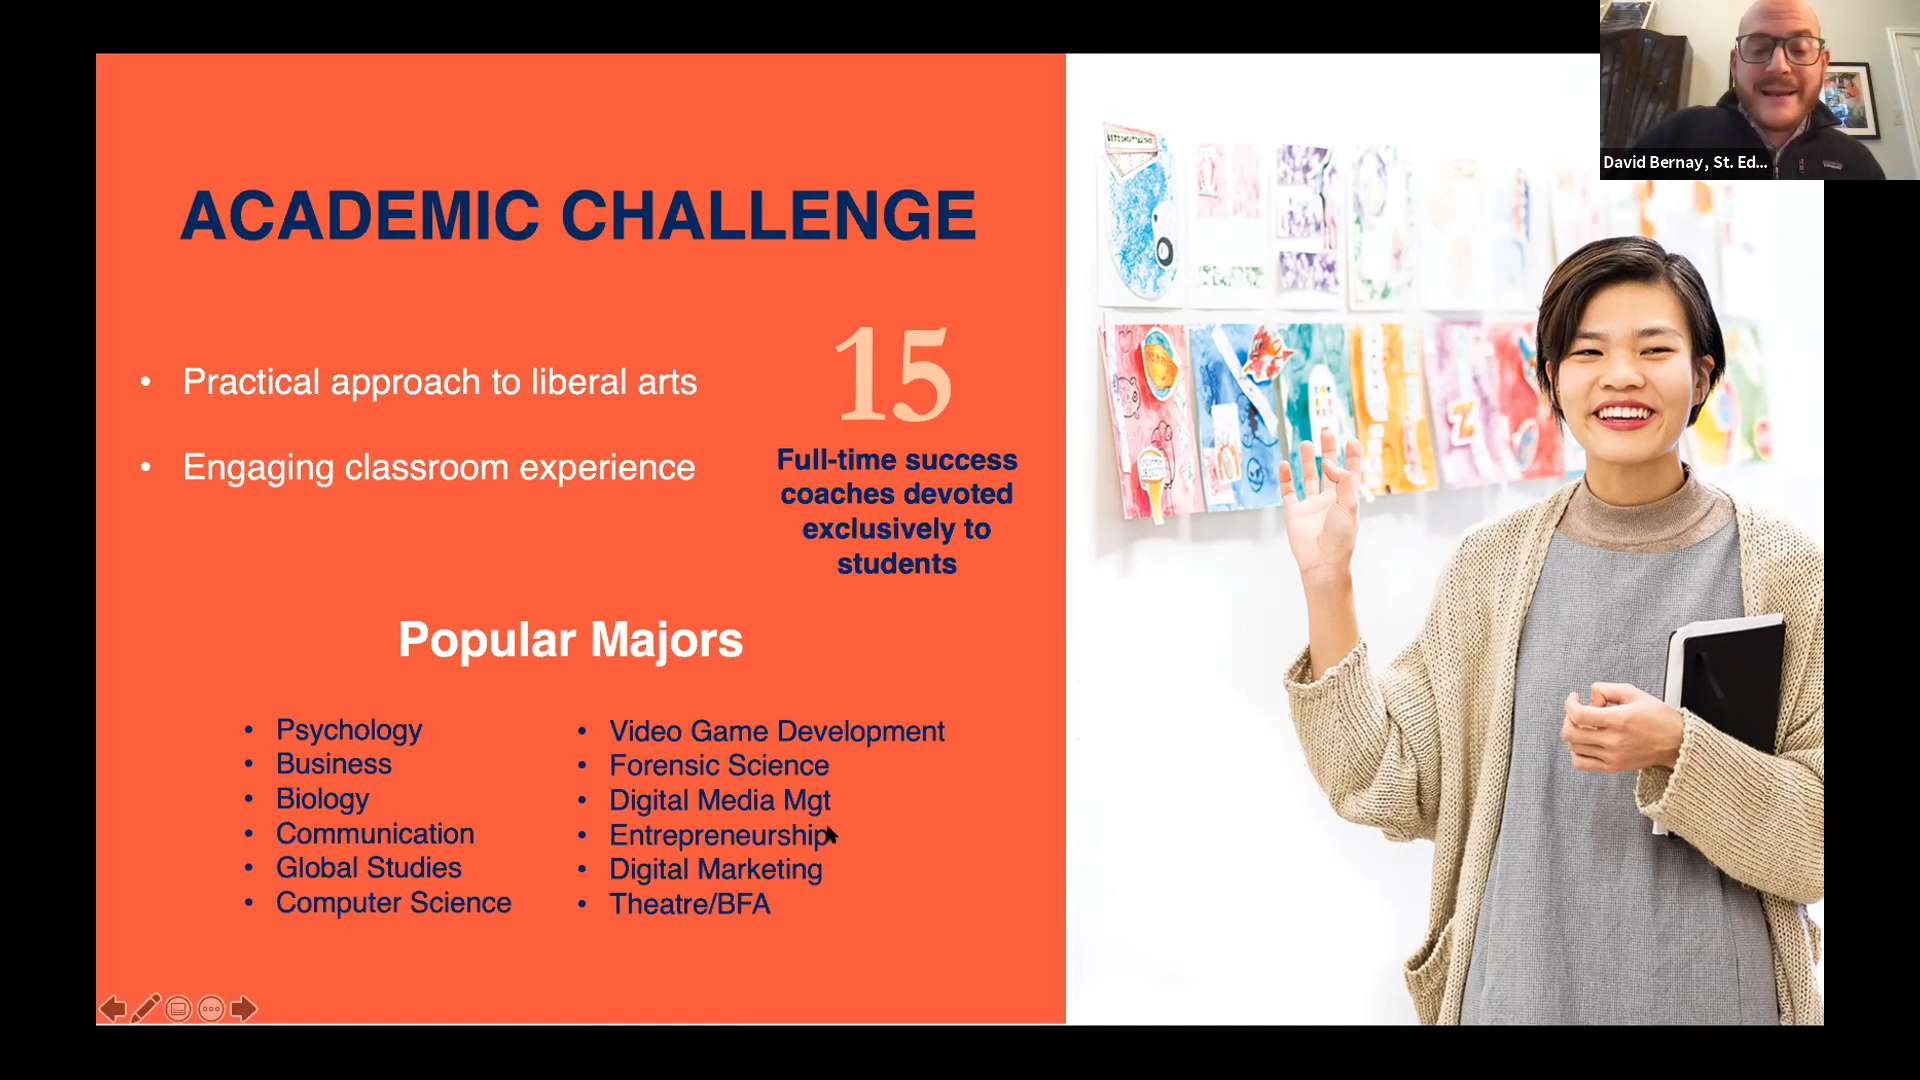 ACADEMIC CHALLENGE
• Practical approach to liberal arts
• Engaging classroom experience
15
Full-time success
coaches devoted
exclusively to
students
Popular Majors
• Psychology
• Business
• Biology
• Communication
• Global Studies
• Computer Science
• Video Game Development
• Forensic Science
• Digital Media Mgt
• Entrepreneurship
• Digital Marketing
• Theatre/BFA
David Bernay, St. Ed...